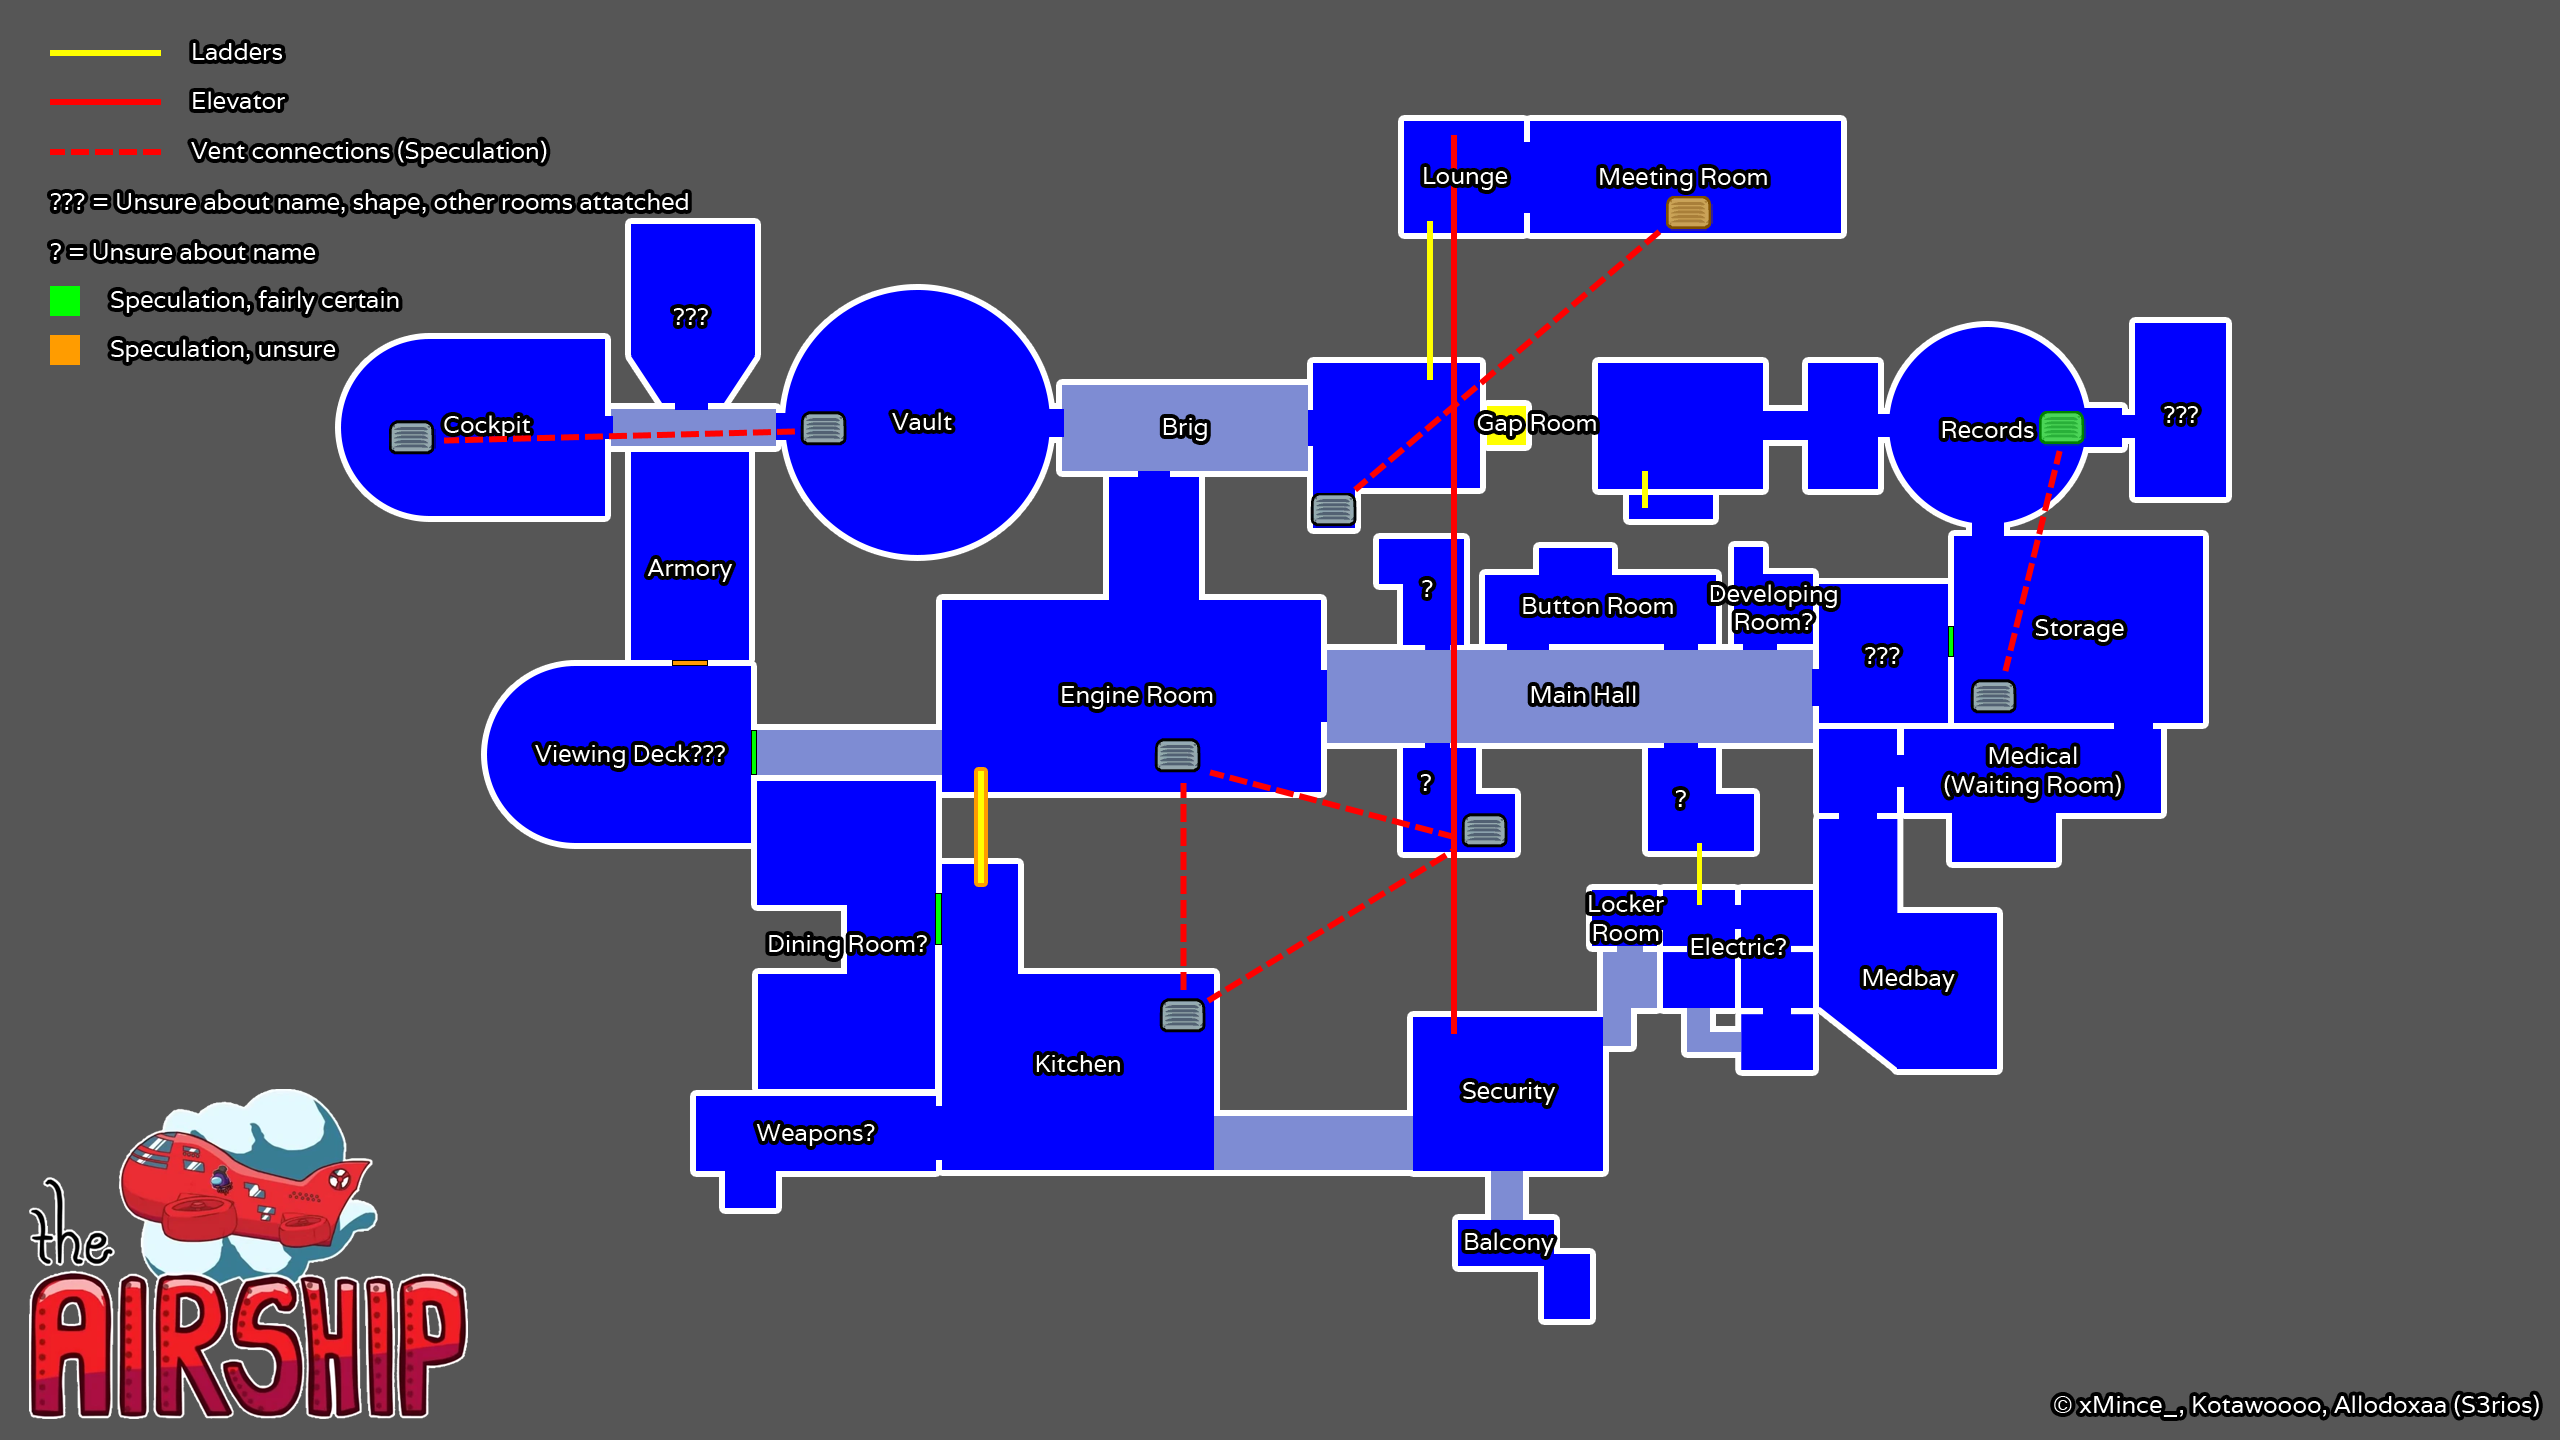 Ladders
Elevator
Vent connections (Speculation)
??? = Unsure about name, shape, other rooms attatched
? = Unsure about name
Speculation, fairly certain
Speculation, unsure
Lounge
Meeting Room
???
Cockpit
Vault
Brig
Gap Room
Records
???
Armory
?
Button Room
Developing
Room?
???
Storage
Engine Room
Main Hall
Viewing Deck???
?
?
Medical
(Waiting Room)
Locker
Room
Electric?
Dining Room?
Medbay
Kitchen
Security
Weapons?
Balcony
the
AIRSHIP
© xMince_, Kotawoooo, Allodoxaa (S3rios)